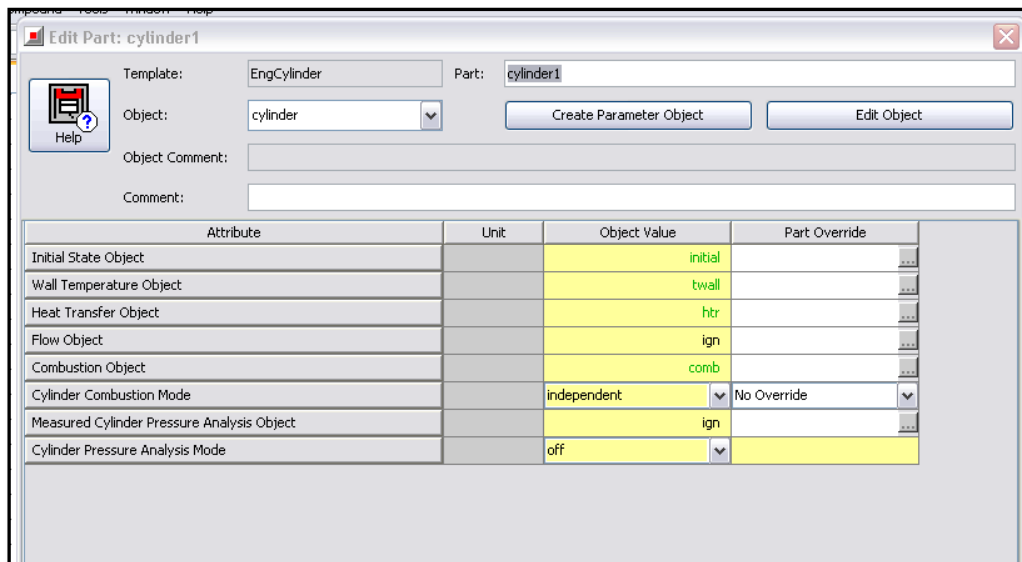 Edit Part: cylinder1
Template: EngCylinder Part: cylinder1
Help
Object: cylinder Create Parameter Object Edit Object
Object Comment:
Comment:
Attribute Unit Object Value Part Override
Initial State Object initial ...
Wall Temperature Object twall ...
Heat Transfer Object htr ...
Flow Object ign ...
Combustion Object comb ...
Cylinder Combustion Mode independent No Override
Measured Cylinder Pressure Analysis Object ign ...
Cylinder Pressure Analysis Mode off